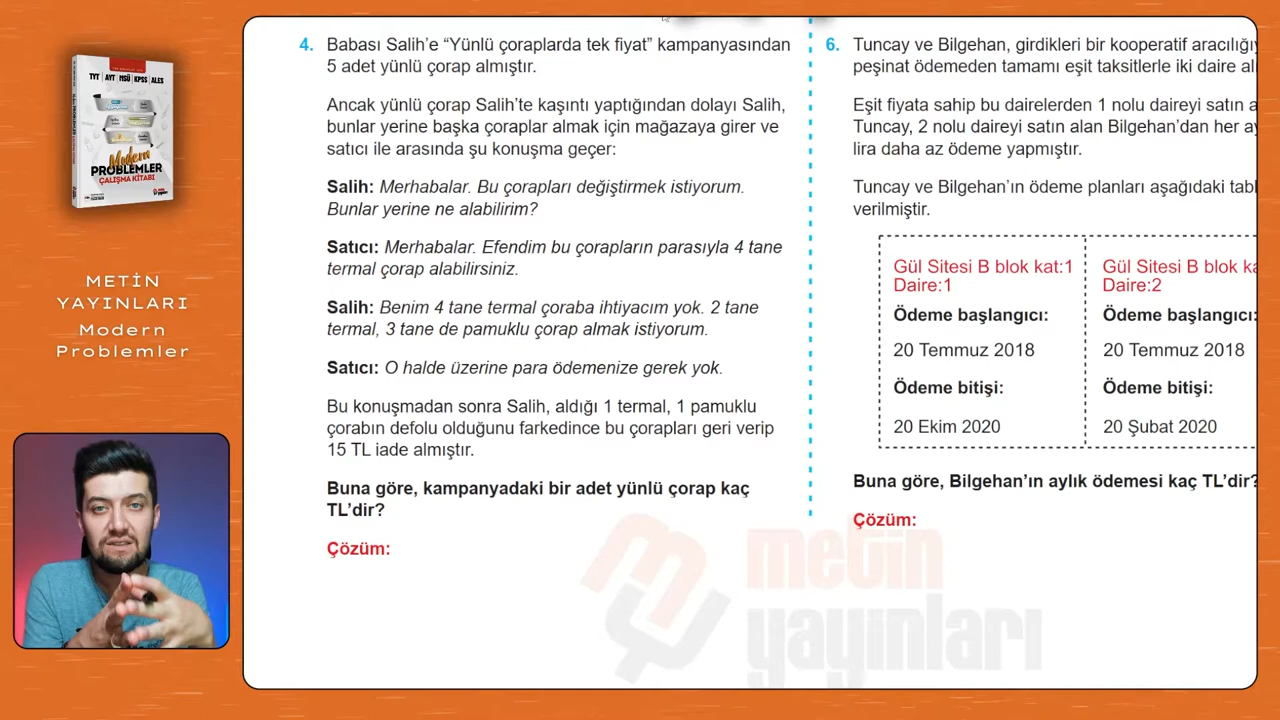 TYT | AYT | MSÜ | KPSS | ALES
Modern
PROBLEMLER
ÇALIŞMA KİTABI
METİN
YAYINLARI
Modern
Problemler
4. Babası Salih’e “Yünlü çoraplarda tek fiyat” kampanyasından
5 adet yünlü çorap almıştır.
Ancak yünlü çorap Salih’te kaşıntı yaptığından dolayı Salih,
bunlar yerine başka çoraplar almak için mağazaya girer ve
satıcı ile arasında şu konuşma geçer:
Salih: Merhabalar. Bu çorapları değiştirmek istiyorum.
Bunlar yerine ne alabilirim?
Satıcı: Merhabalar. Efendim bu çorapların parasıyla 4 tane
termal çorap alabilirsiniz.
Salih: Benim 4 tane termal çoraba ihtiyacım yok. 2 tane
termal, 3 tane de pamuklu çorap almak istiyorum.
Satıcı: O halde üzerine para ödemenize gerek yok.
Bu konuşmadan sonra Salih, aldığı 1 termal, 1 pamuklu
çorabın defolu olduğunu farkedince bu çorapları geri verip
15 TL iade almıştır.
Buna göre, kampanyadaki bir adet yünlü çorap kaç
TL’dir?
Çözüm:
6. Tuncay ve Bilgehan, girdikleri bir kooperatif
peşinat ödemeden tamamı eşit taksitlerle iki daire
Eşit fiyata sahip bu dairelerden 1 nolu daireyi satın
Tuncay, 2 nolu daireyi satın alan Bilgehan’dan her
lira daha az ödeme yapmıştır.
Tuncay ve Bilgehan’ın ödeme planları aşağıdaki
verilmiştir.
Gül Sitesi B blok kat:1
Daire:1
Ödeme başlangıcı:
20 Temmuz 2018
Ödeme bitişi:
20 Ekim 2020
Gül Sitesi B blok
Daire:2
Ödeme başlangıcı:
20 Temmuz 2018
Ödeme bitişi:
20 Şubat 2020
Buna göre, Bilgehan’ın aylık ödemesi kaç TL’dir?
Çözüm:
metin
yayınları